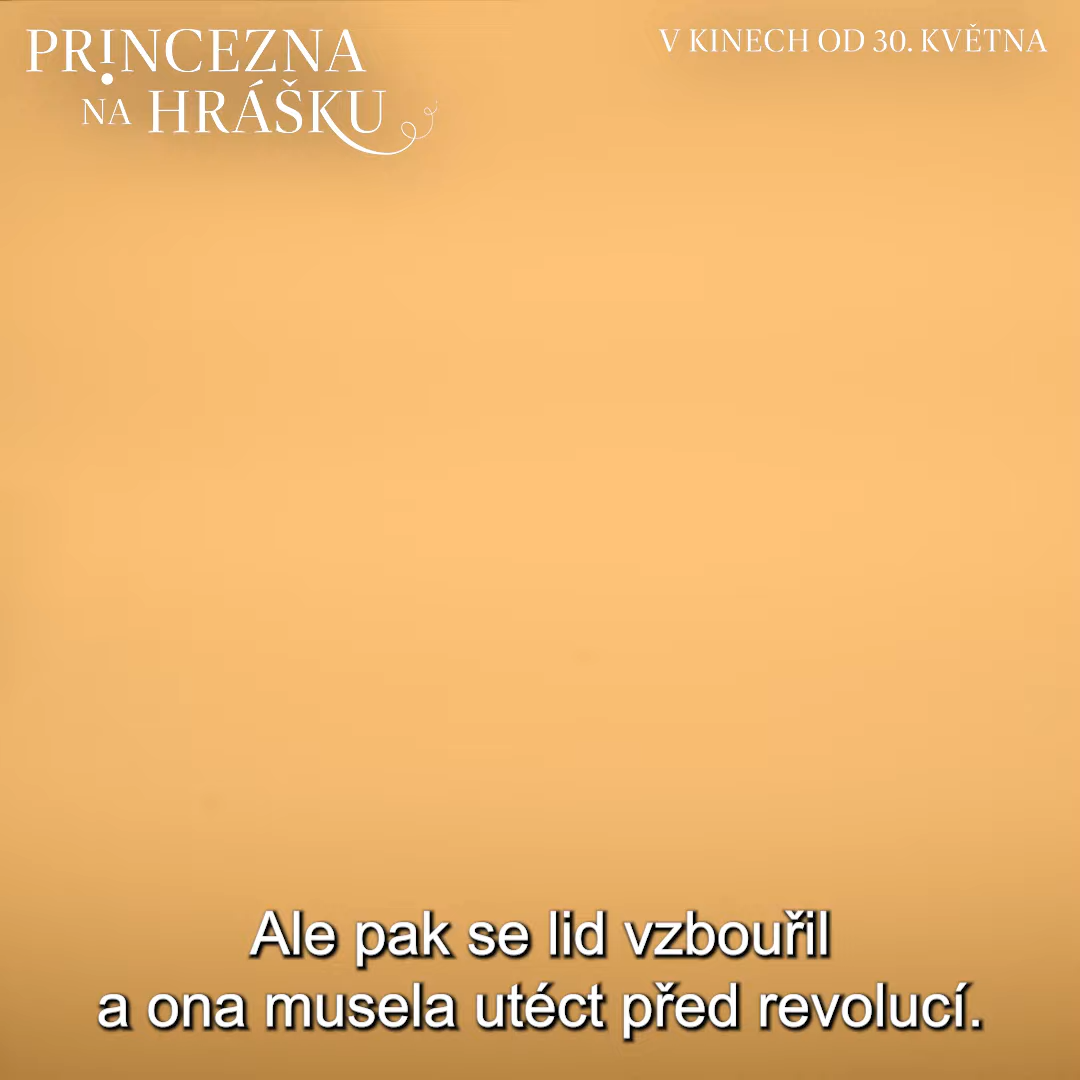 PRINCEZNA
NA HRÁŠKU
V KINECH OD 30. KVĚTNA
Ale pak se lid vzbouřil
a ona musela utéct před revolucí.